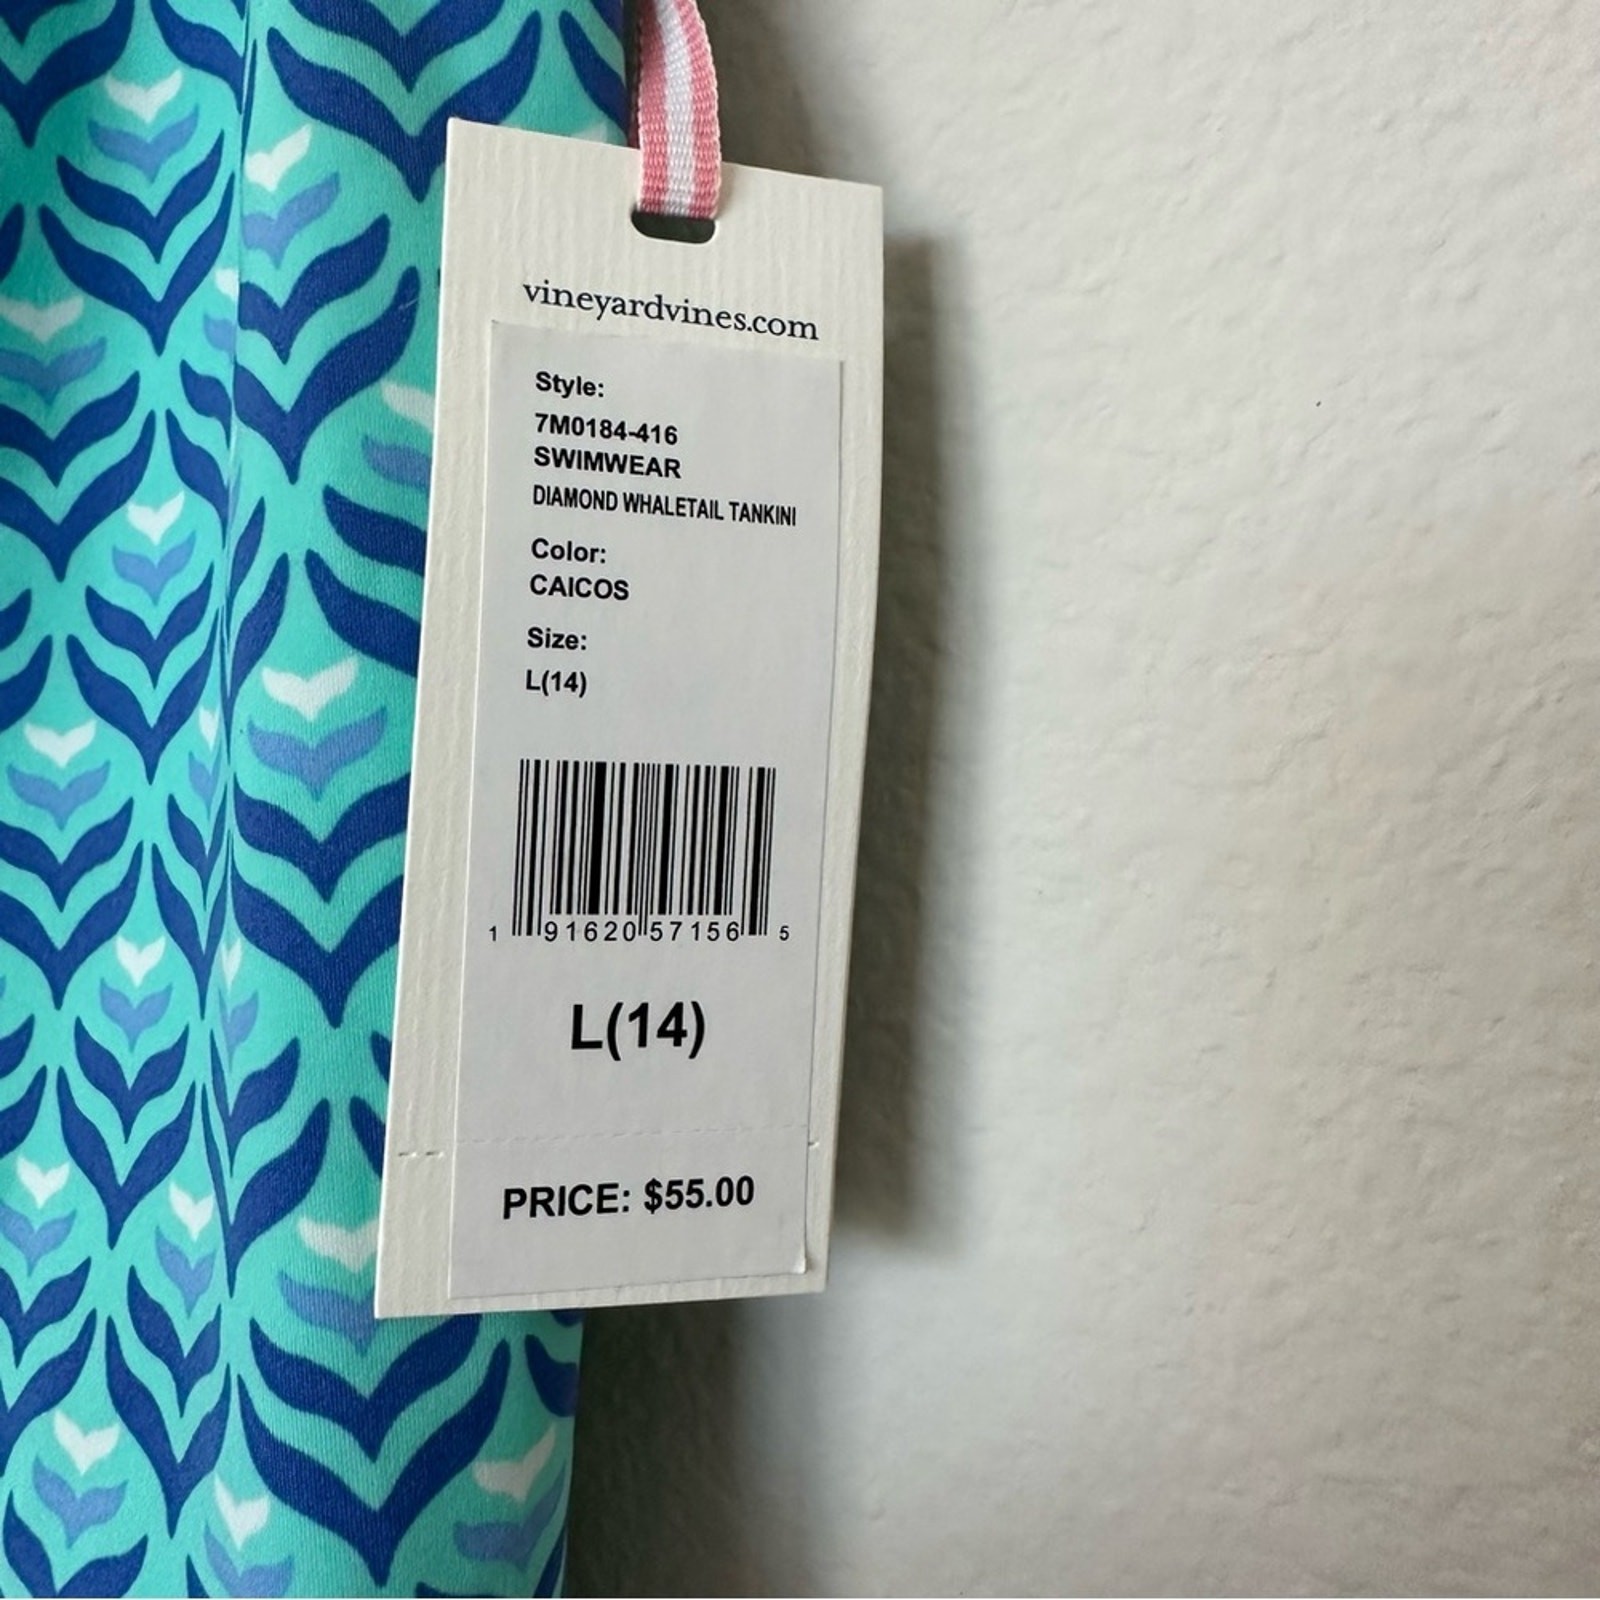 vineyardvines.com
Style:
7M0184-416
SWIMWEAR
DIAMOND WHALETAIL TANKINI
Color:
CAICOS
Size:
L(14)
1 91620 57156 5
L(14)
PRICE: $55.00